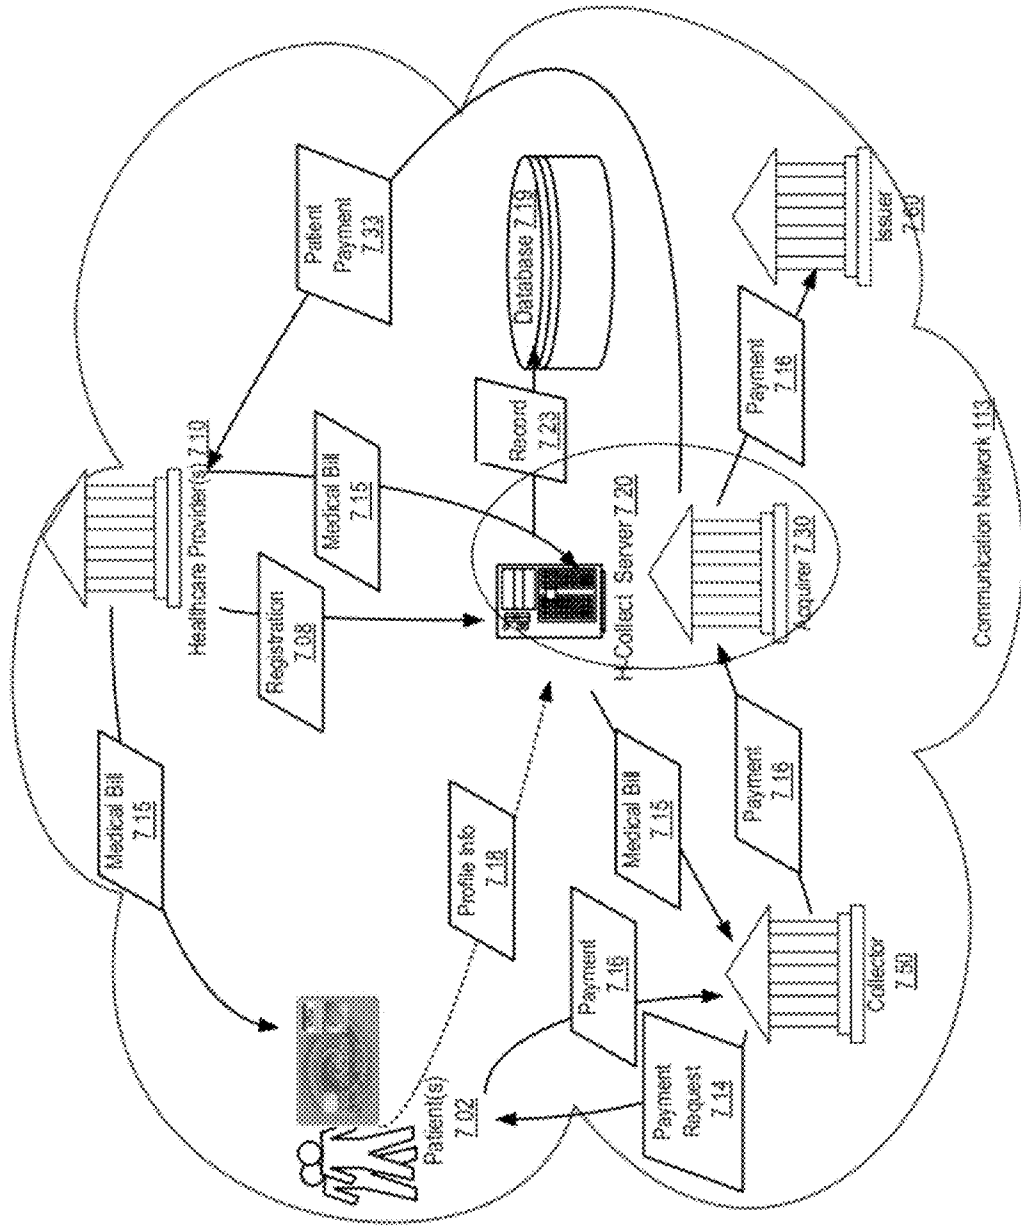 Medical Bill
7.15
Healthcare Provider(s) 7.10
Registration
7.08
Patient
Payment
7.33
Medical Bill
7.15
Patient(s)
7.02
Profile Info
7.18
Record
7.23
Database 7.19
Payment
7.16
H-Collect Server 7.20
Medical Bill
7.15
Payment
Request
7.14
Payment
7.16
Payment
7.16
Acquirer 7.30
Collector
7.50
Issuer
7.60
Communication Network 113